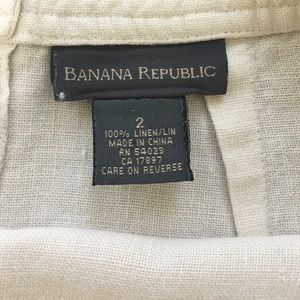 BANANA REPUBLIC
2
100% LINEN/LIN
MADE IN CHINA
RN 54023
CA 17897
CARE ON REVERSE